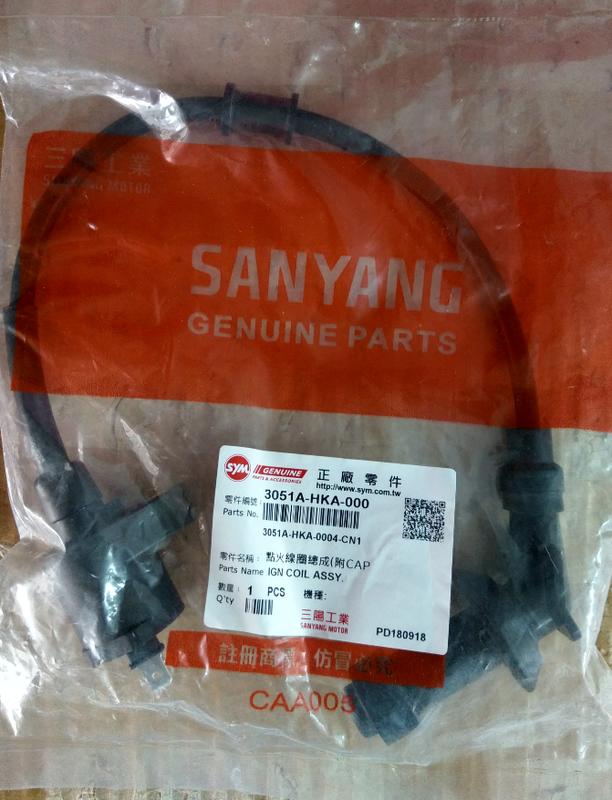 三陽工業
SANYANG MOTOR
SANYANG
GENUINE PARTS
SYM GENUINE PARTS & ACCESSORIES 正廠零件
http://www.sym.com.tw
零件編號: 3051A-HKA-000
Parts No.
3051A-HKA-0004-CN1
零件名稱: 點火線圈總成(附CAP
Parts Name IGN COIL ASSY.
數量: 1 PCS 機種:
Q'ty
三陽工業
SANYANG MOTOR
PD180918
註冊商標 仿冒必究
CAA005